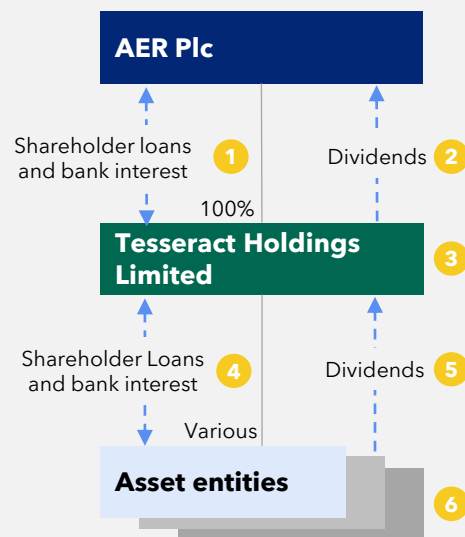 AER Plc
Shareholder loans
and bank interest
1
Dividends
2
100%
Tesseract Holdings
Limited
3
Shareholder Loans
and bank interest
4
Dividends
5
Various
Asset entities
6